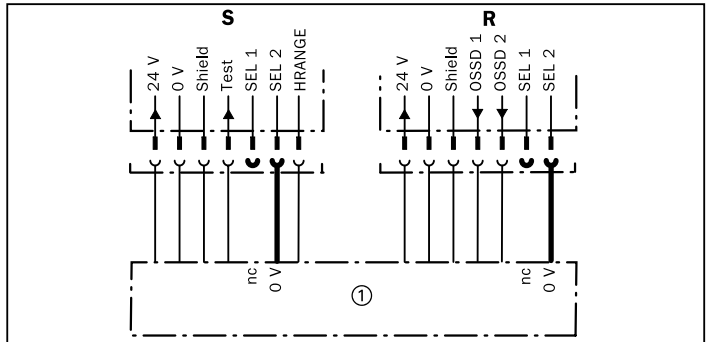 S
R
24 V
0 V
Shield
Test
SEL 1
SEL 2
HRANGE
24 V
0 V
Shield
OSSD 1
OSSD 2
SEL 1
SEL 2
nc
0 V
nc
0 V
①